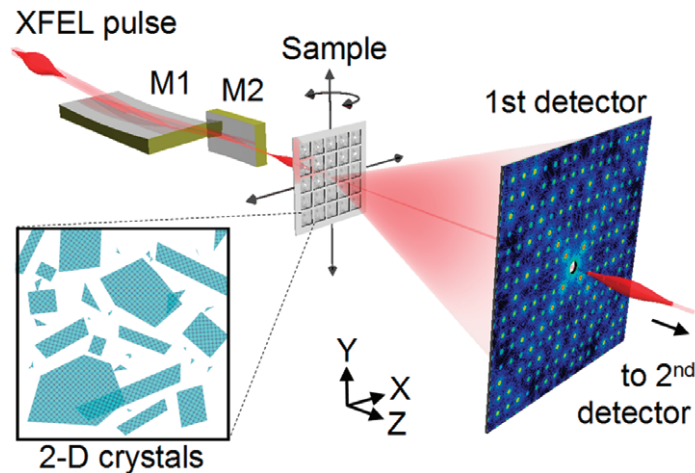 XFEL pulse
M1
M2
Sample
1st detector
Y
X
Z
to 2nd
detector
2-D crystals